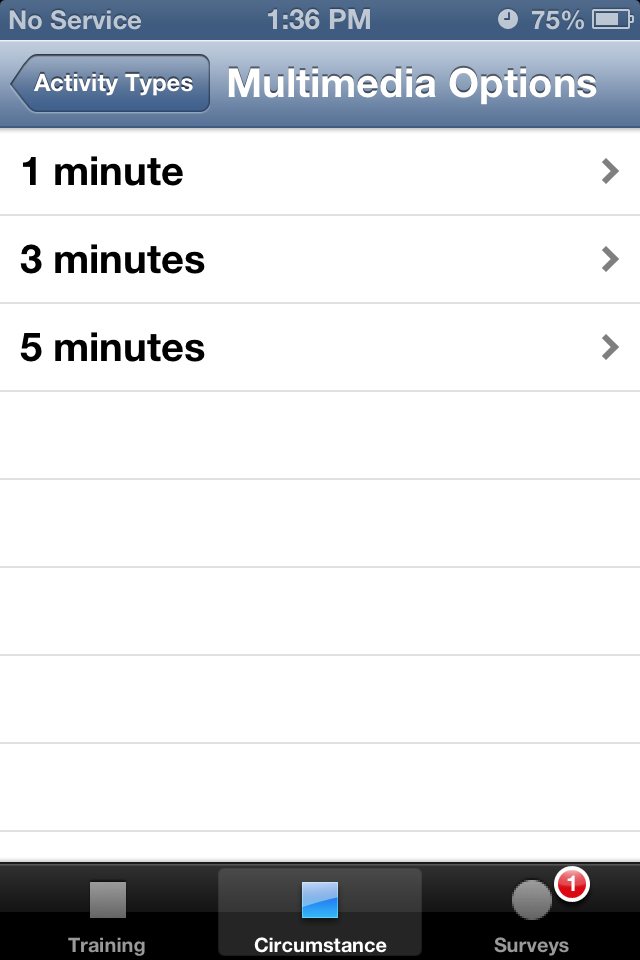 No Service 1:36 PM 75%
Activity Types Multimedia Options
1 minute
3 minutes
5 minutes
1
Training Circumstance Surveys